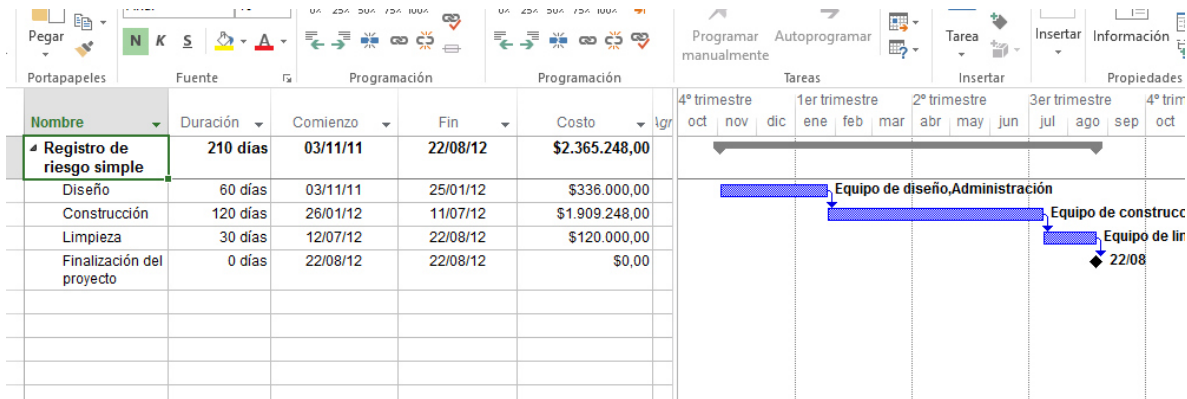 Pegar
N K S A
Programar
manualmente
Autoprogramar
Tarea
Insertar
Información
Portapapeles
Fuente
Programación
Programación
Tareas
Insertar
Propiedades
Nombre Duración Comienzo Fin Costo Agr
4º trimestre 1er trimestre 2º trimestre 3er trimestre 4º trim
oct nov dic ene feb mar abr may jun jul ago sep oct
Registro de 210 días 03/11/11 22/08/12 $2.365.248,00
riesgo simple
Diseño 60 días 03/11/11 25/01/12 $336.000,00
Equipo de diseño,Administración
Construcción 120 días 26/01/12 11/07/12 $1.909.248,00
Equipo de construcc
Limpieza 30 días 12/07/12 22/08/12 $120.000,00
Equipo de lin
Finalización del 0 días 22/08/12 22/08/12 $0,00
proyecto
22/08